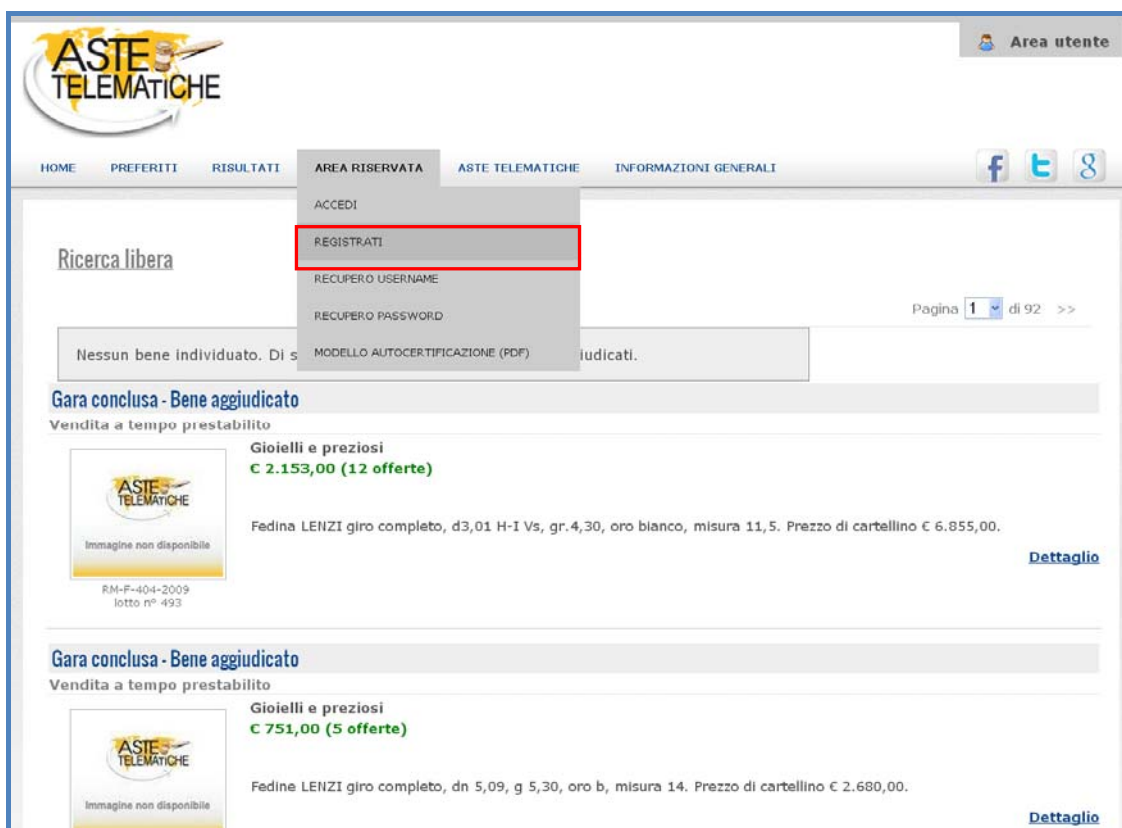 ASTE
TELEMATICHE
Area utente
HOME PREFERITI RISULTATI AREA RISERVATA ASTE TELEMATICHE INFORMAZIONI GENERALI
ACCEDI
REGISTRATI
RECUPERO USERNAME
RECUPERO PASSWORD
MODELLO AUTOCERTIFICAZIONE (PDF)
Ricerca libera
Pagina 1 di 92 >>
Nessun bene individuato. Di s iudicati.
Gara conclusa - Bene aggiudicato
Vendita a tempo prestabilito
Gioielli e preziosi
€ 2.153,00 (12 offerte)
ASTE
TELEMATICHE
Immagine non disponibile
Fedina LENZI giro completo, d3,01 H-I Vs, gr.4,30, oro bianco, misura 11,5. Prezzo di cartellino € 6.855,00.
Dettaglio
RM-F-404-2009
lotto n° 493
Gara conclusa - Bene aggiudicato
Vendita a tempo prestabilito
Gioielli e preziosi
€ 751,00 (5 offerte)
ASTE
TELEMATICHE
Immagine non disponibile
Fedine LENZI giro completo, dn 5,09, g 5,30, oro b, misura 14. Prezzo di cartellino € 2.680,00.
Dettaglio